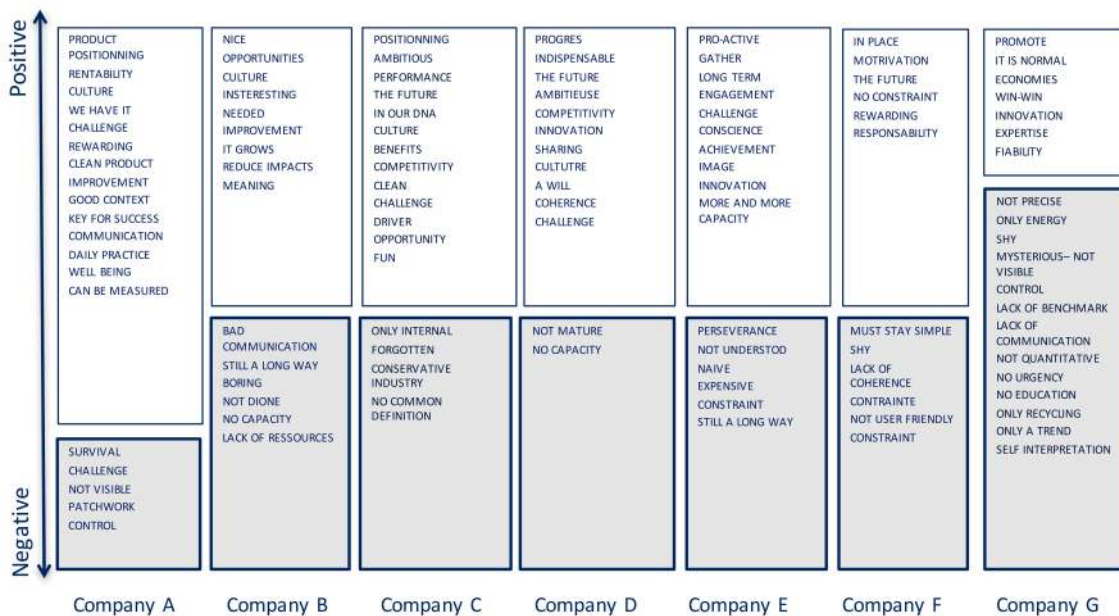 Positive
Negative
PRODUCT
POSITIONNING
RENTABILITY
CULTURE
WE HAVE IT
CHALLENGE
REWARDING
CLEAN PRODUCT
IMPROVEMENT
GOOD CONTEXT
KEY FOR SUCCESS
COMMUNICATION
DAILY PRACTICE
WELL BEING
CAN BE MEASURED
SURVIVAL
CHALLENGE
NOT VISIBLE
PATCHWORK
CONTROL
Company A
NICE
OPPORTUNITIES
CULTURE
INSTERESTING
NEEDED
IMPROVEMENT
IT GROWS
REDUCE IMPACTS
MEANING
BAD
COMMUNICATION
STILL A LONG WAY
BORING
NOT DIONE
NO CAPACITY
LACK OF RESSOURCES
Company B
POSITIONNING
AMBITIOUS
PERFORMANCE
THE FUTURE
IN OUR DNA
CULTURE
BENEFITS
COMPETITIVITY
CLEAN
CHALLENGE
DRIVER
OPPORTUNITY
FUN
ONLY INTERNAL
FORGOTTEN
CONSERVATIVE
INDUSTRY
NO COMMON
DEFINITION
Company C
PROGRES
INDISPENSABLE
THE FUTURE
AMBITIEUSE
COMPETITIVITY
INNOVATION
SHARING
CULTUTRE
A WILL
COHERENCE
CHALLENGE
NOT MATURE
NO CAPACITY
Company D
PRO-ACTIVE
GATHER
LONG TERM
ENGAGEMENT
CHALLENGE
CONSCIENCE
ACHIEVEMENT
IMAGE
INNOVATION
MORE AND MORE
CAPACITY
PERSEVERANCE
NOT UNDERSTOD
NAIVE
EXPENSIVE
CONSTRAINT
STILL A LONG WAY
Company E
IN PLACE
MOTRIVATION
THE FUTURE
NO CONSTRAINT
REWARDING
RESPONSABILITY
MUST STAY SIMPLE
SHY
LACK OF
COHERENCE
CONTRAINTE
NOT USER FRIENDLY
CONSTRAINT
Company F
PROMOTE
IT IS NORMAL
ECONOMIES
WIN-WIN
INNOVATION
EXPERTISE
FIABILITY
NOT PRECISE
ONLY ENERGY
SHY
MYSTERIOUS– NOT
VISIBLE
CONTROL
LACK OF BENCHMARK
LACK OF
COMMUNICATION
NOT QUANTITATIVE
NO URGENCY
NO EDUCATION
ONLY RECYCLING
ONLY A TREND
SELF INTERPRETATION
Company G